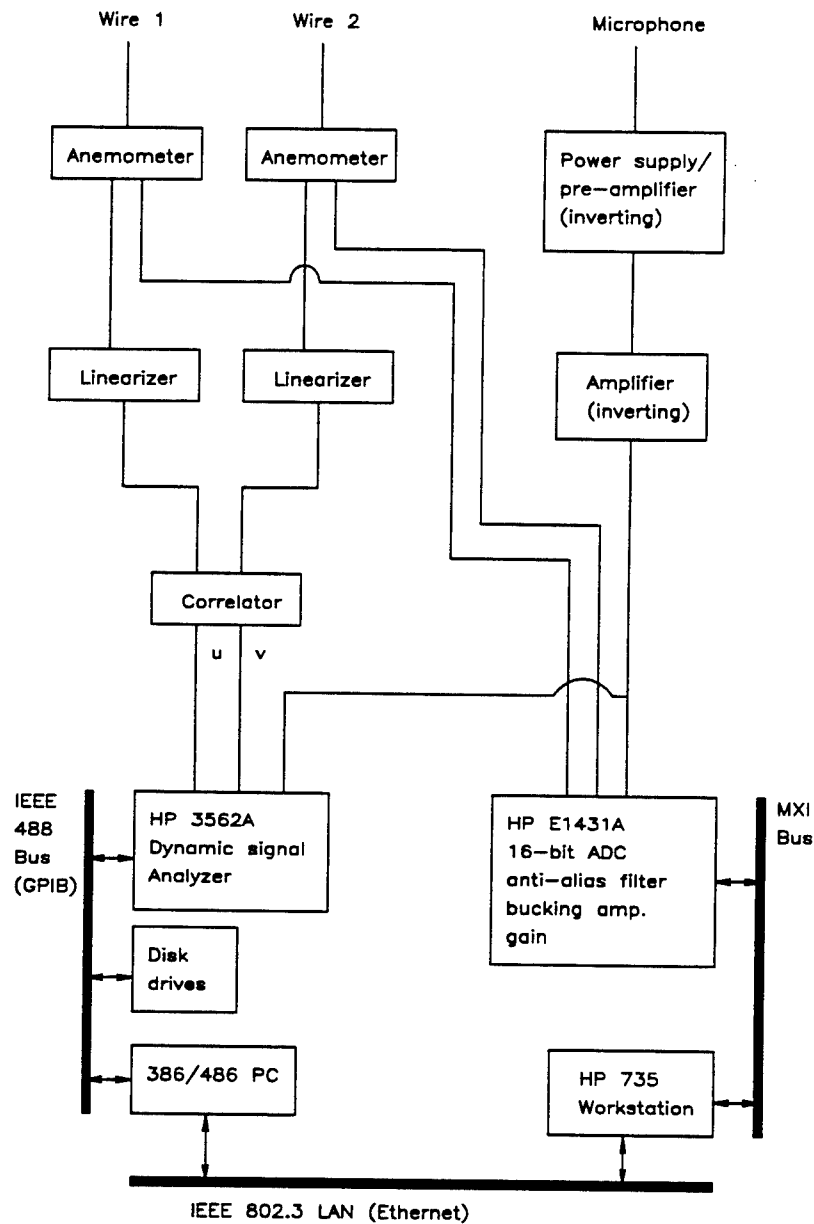 Wire 1
Wire 2
Microphone
Anemometer
Anemometer
Power supply/
pre-amplifier
(inverting)
Linearizer
Linearizer
Amplifier
(inverting)
Correlator
u
v
IEEE
488
Bus
(GPIB)
HP 3562A
Dynamic signal
Analyzer
HP E1431A
16-bit ADC
anti-alias filter
bucking amp.
gain
MXI
Bus
Disk
drives
386/486 PC
HP 735
Workstation
IEEE 802.3 LAN (Ethernet)